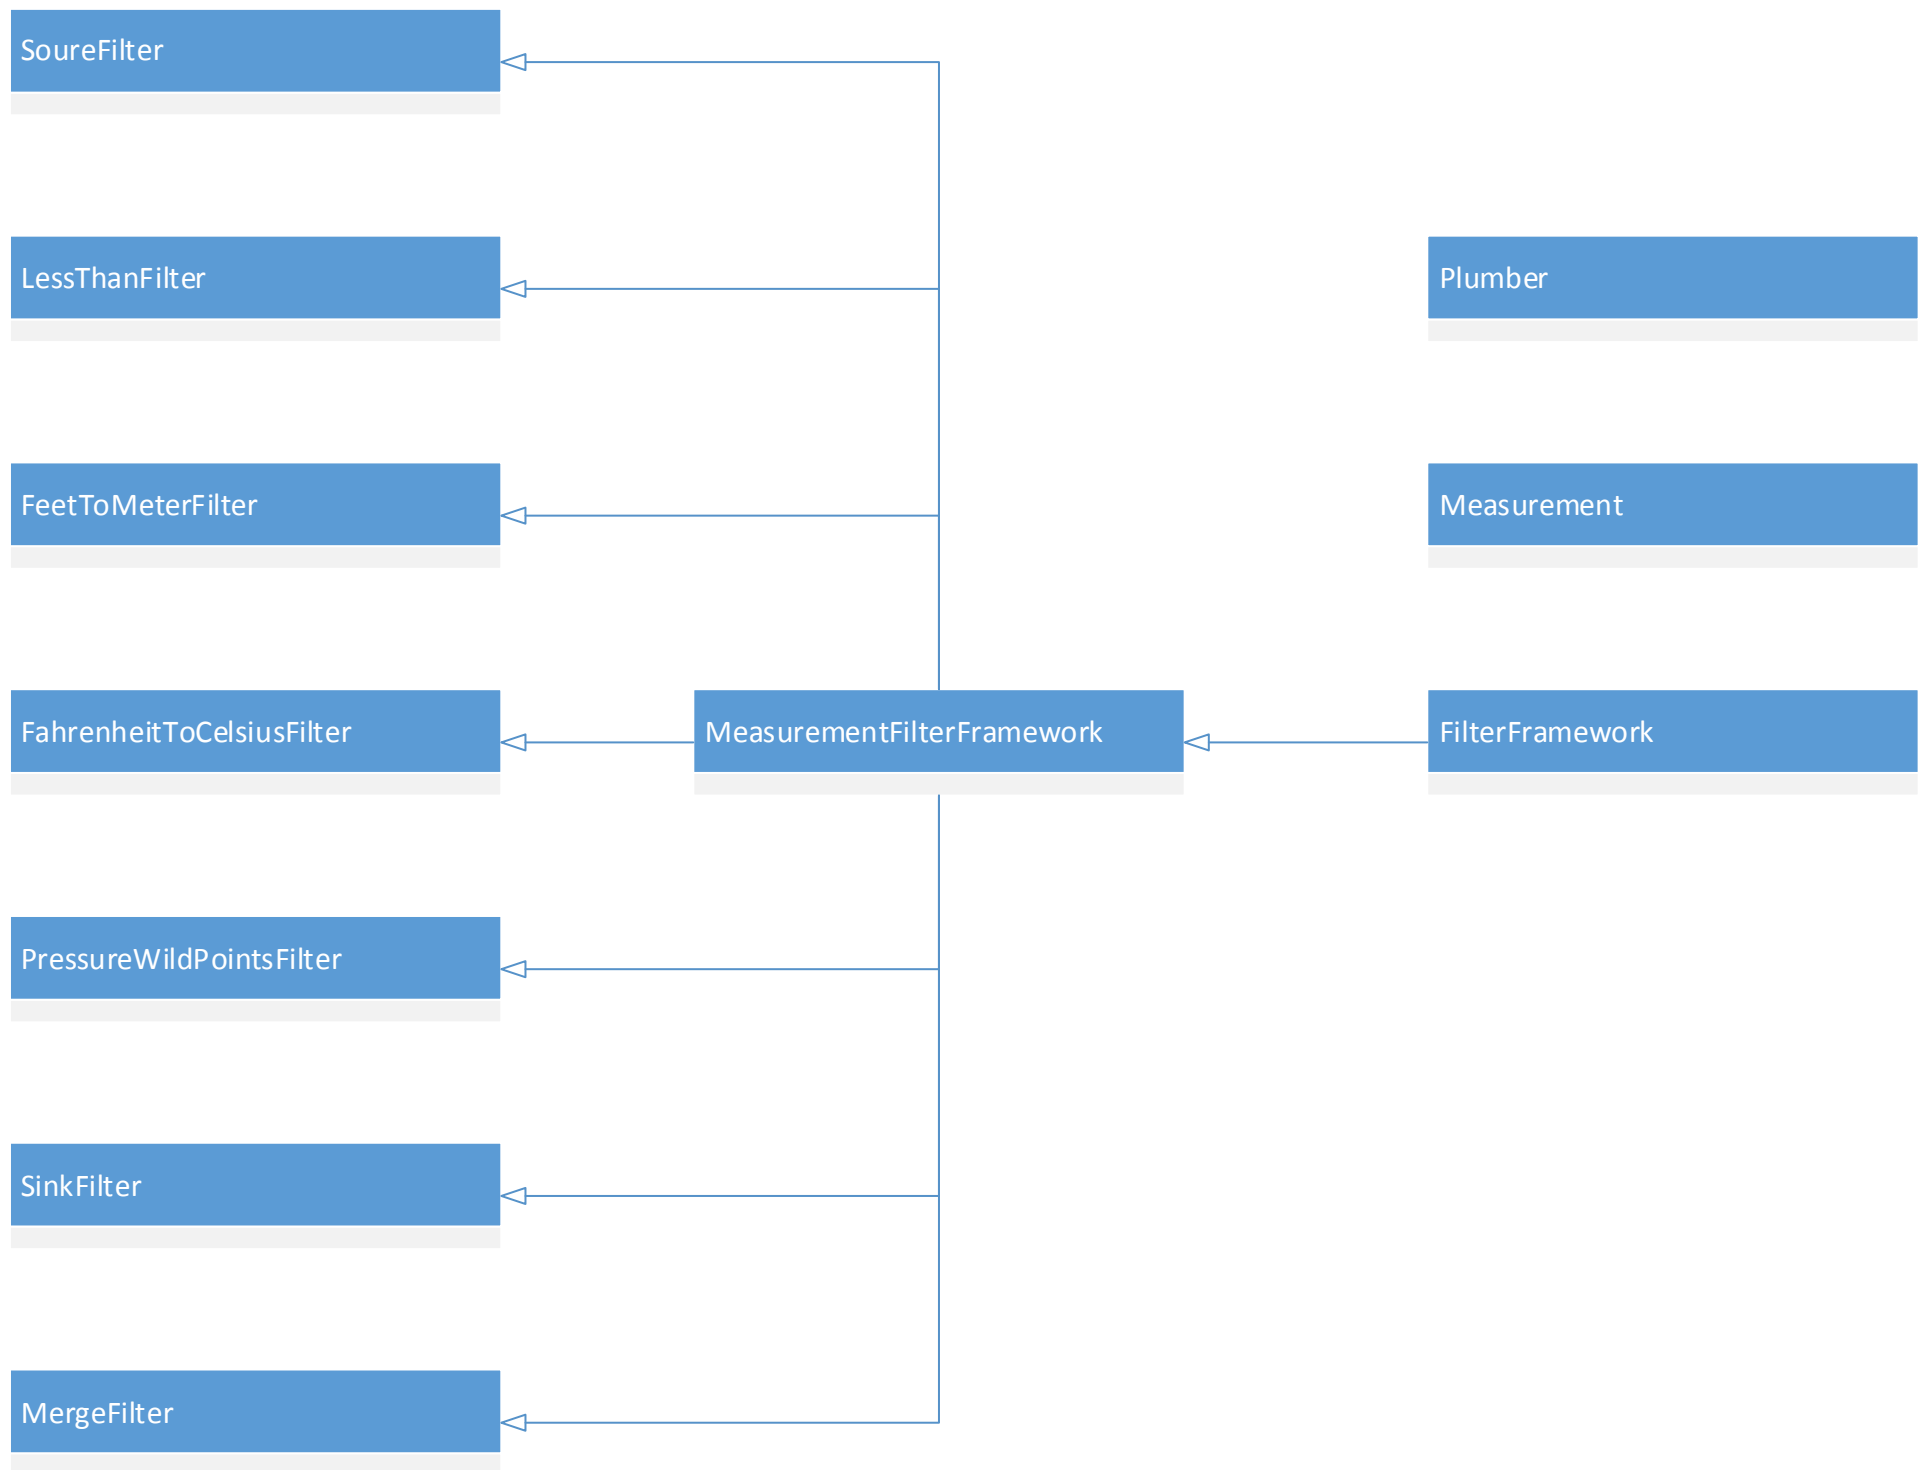 SoureFilter
LessThanFilter
Plumber
FeetToMeterFilter
Measurement
FahrenheitToCelsiusFilter
MeasurementFilterFramework
FilterFramework
PressureWildPointsFilter
SinkFilter
MergeFilter